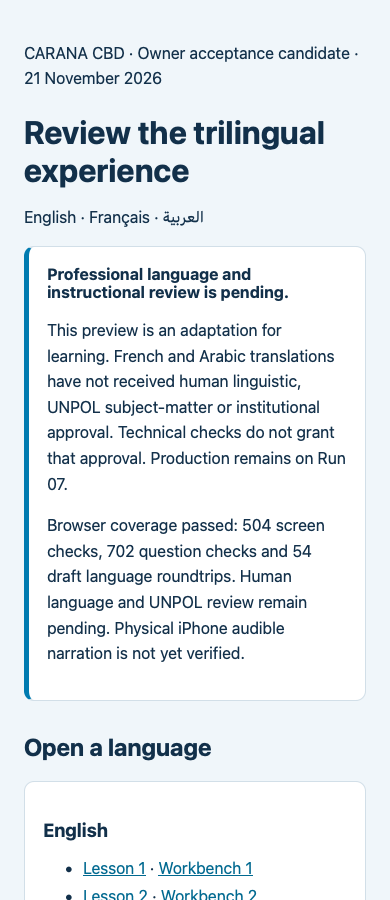 CARANA CBD · Owner acceptance candidate ·
21 November 2026
Review the trilingual
experience
English · Français · العربية
Professional language and
instructional review is pending.
This preview is an adaptation for
learning. French and Arabic translations
have not received human linguistic,
UNPOL subject-matter or institutional
approval. Technical checks do not grant
that approval. Production remains on Run
07.
Browser coverage passed: 504 screen
checks, 702 question checks and 54
draft language roundtrips. Human
language and UNPOL review remain
pending. Physical iPhone audible
narration is not yet verified.
Open a language
English
• Lesson 1 · Workbench 1
• Lesson 2 · Workbench 2